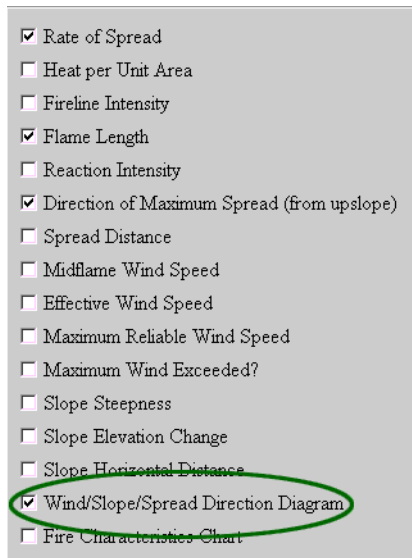 Rate of Spread
Heat per Unit Area
Fireline Intensity
Flame Length
Reaction Intensity
Direction of Maximum Spread (from upslope)
Spread Distance
Midflame Wind Speed
Effective Wind Speed
Maximum Reliable Wind Speed
Maximum Wind Exceeded?
Slope Steepness
Slope Elevation Change
Slope Horizontal Distance
Wind/Slope/Spread Direction Diagram
Fire Characteristics Chart